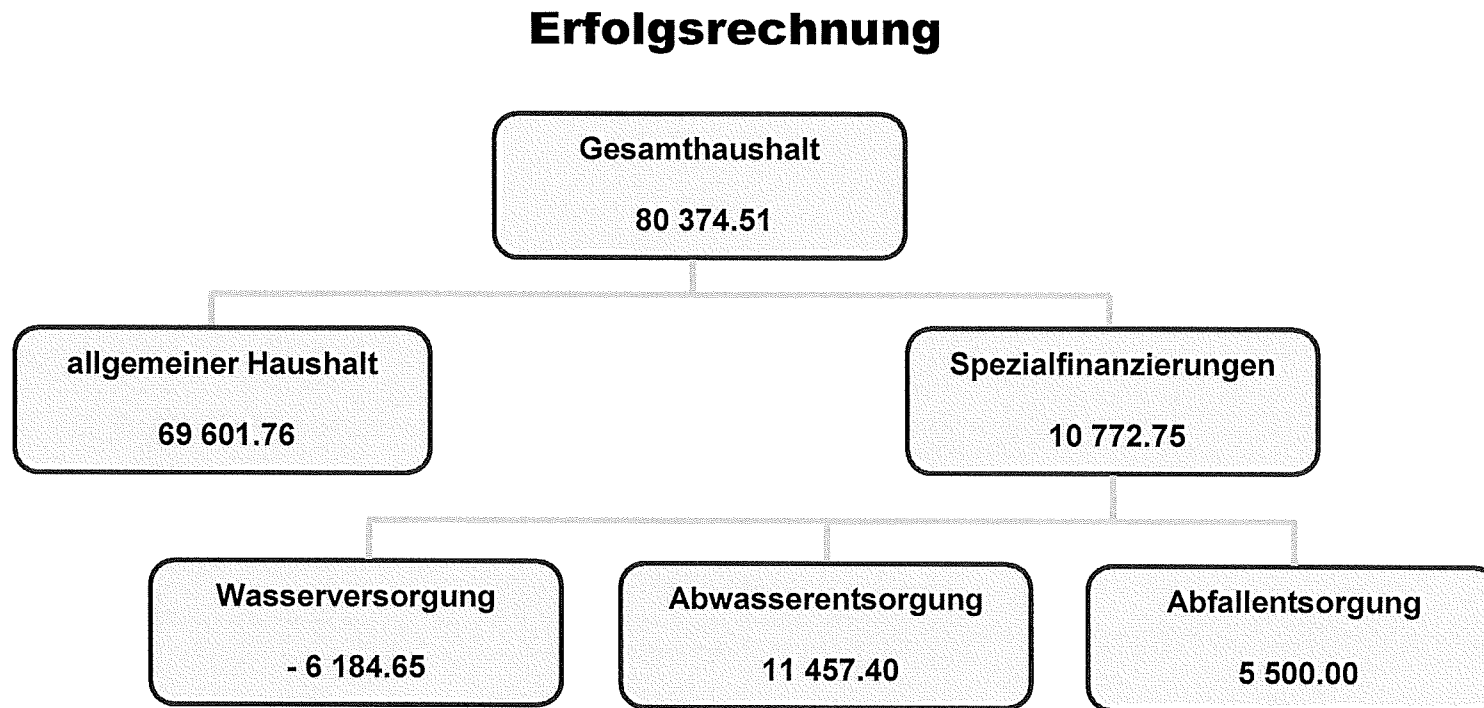 Erfolgsrechnung
Gesamthaushalt
80 374.51
allgemeiner Haushalt
69 601.76
Spezialfinanzierungen
10 772.75
Wasserversorgung
- 6 184.65
Abwasserentsorgung
11 457.40
Abfallentsorgung
5 500.00